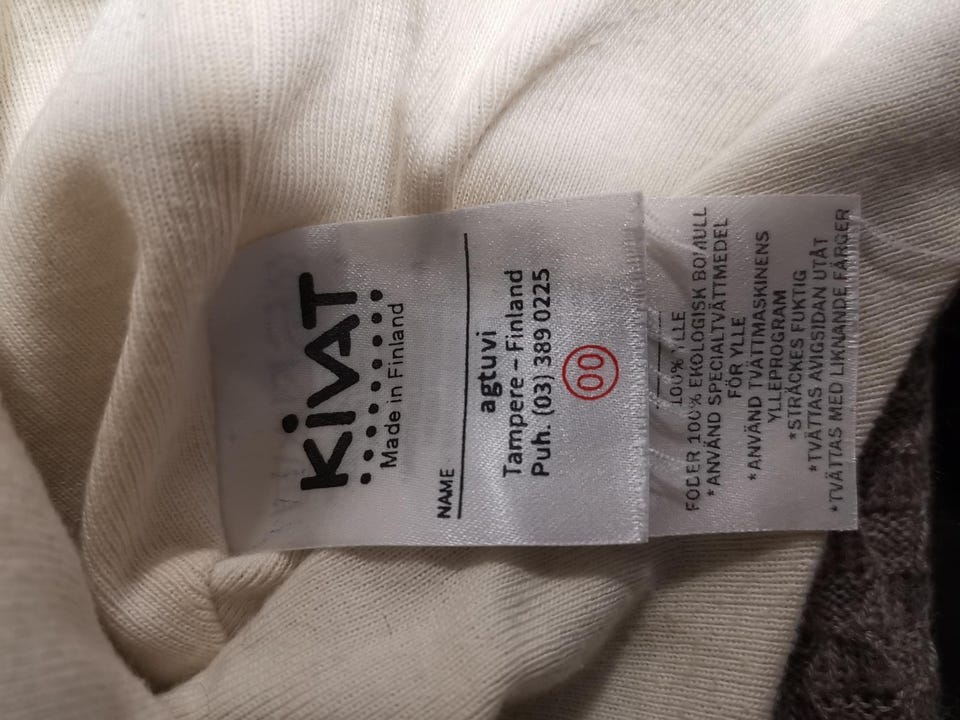 KiVAT
Made in Finland
NAME
agtuvi
Tampere – Finland
Puh. (03) 389 0225
00
100% YLLE
FODER 100% EKOLOGISK BOMULL
*ANVÄND SPECIALTVÄTTMEDEL
FÖR YLLE
*ANVÄND TVÄTTMASKINENS
YLLEPROGRAM
*STRÄCKES FUKTIG
*TVÄTTAS AVIGSIDAN UTÅT
*TVÄTTAS MED LIKNANDE FÄRGER